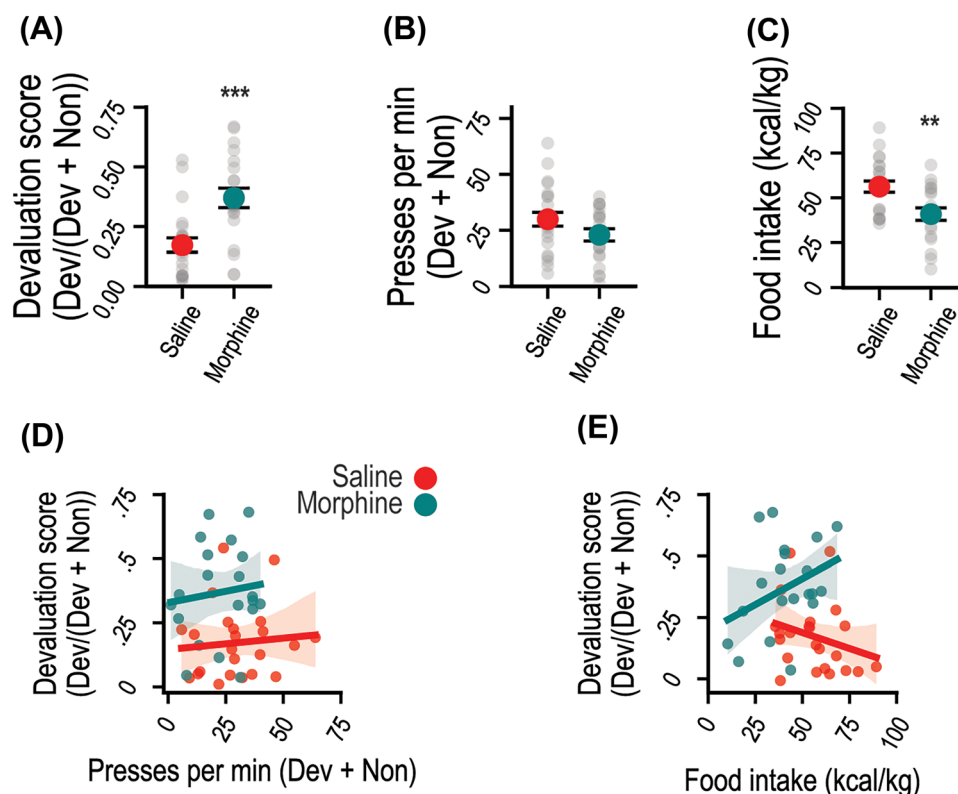 (A)
Devaluation score
(Dev/(Dev + Non))
0.75
0.50
0.25
0.00
***
Saline
Morphine
(B)
Presses per min
(Dev + Non)
75
50
25
0
Saline
Morphine
(C)
Food intake (kcal/kg)
100
75
50
25
0
**
Saline
Morphine
(D)
Devaluation score
(Dev/(Dev + Non))
.75
.5
.25
0
0
25
50
75
Presses per min (Dev + Non)
Saline
Morphine
(E)
Devaluation score
(Dev/(Dev + Non))
.75
.5
.25
0
0
25
50
75
100
Food intake (kcal/kg)